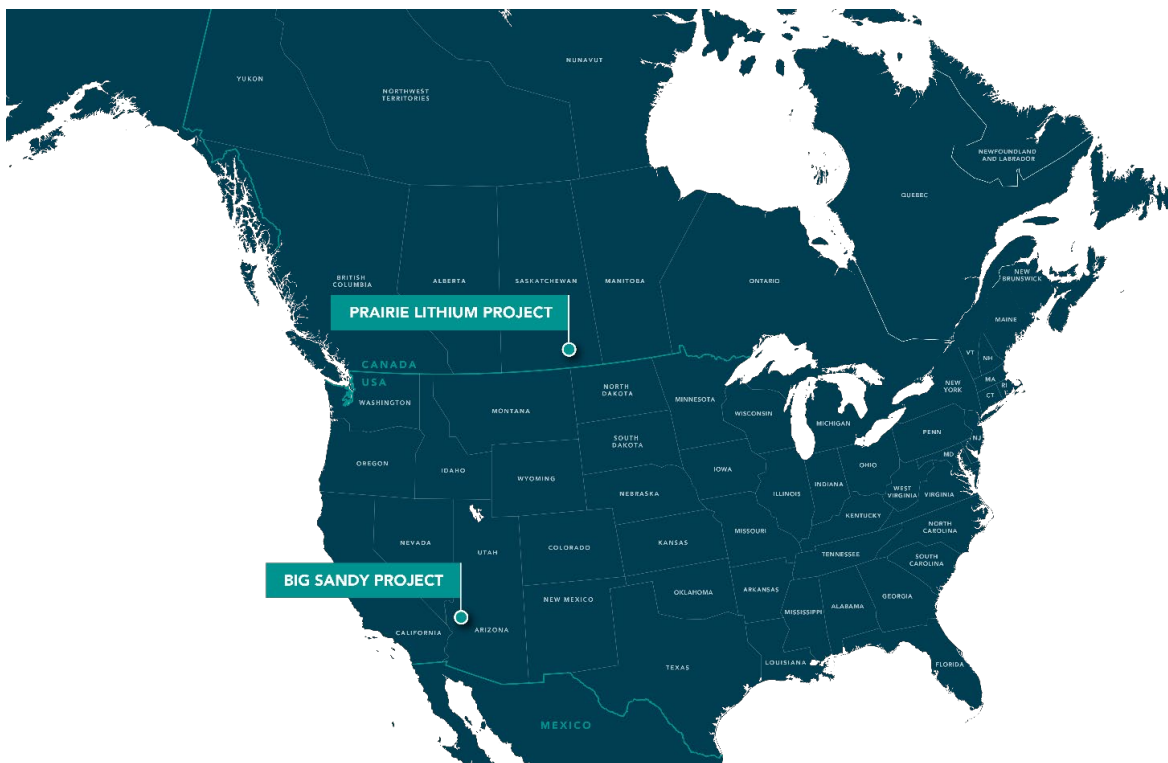 YUKON
NORTHWEST
TERRITORIES
NUNAVUT
NEWFOUNDLAND
AND LABRADOR
QUEBEC
BRITISH
COLUMBIA
ALBERTA
SASKATCHEWAN
MANITOBA
ONTARIO
NEW
BRUNSWICK
PRAIRIE LITHIUM PROJECT
MAINE
CANADA
USA
VT
NH
WASHINGTON
MONTANA
NORTH
DAKOTA
MINNESOTA
WISCONSIN
MICHIGAN
NEW
YORK
MA
CT
RI
OREGON
IDAHO
WYOMING
SOUTH
DAKOTA
IOWA
PENN
NJ
MD
NEBRASKA
ILLINOIS
INDIANA
OHIO
WEST
VIRGINIA
VIRGINIA
NEVADA
UTAH
COLORADO
KANSAS
MISSOURI
KENTUCKY
NORTH
CAROLINA
BIG SANDY PROJECT
NEW MEXICO
OKLAHOMA
ARKANSAS
TENNESSEE
SOUTH
CAROLINA
CALIFORNIA
ARIZONA
MISSISSIPPI
ALABAMA
GEORGIA
TEXAS
LOUISIANA
FLORIDA
MEXICO